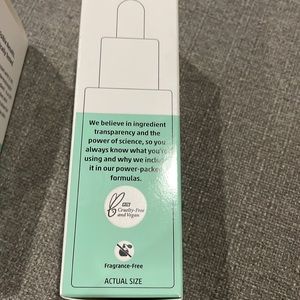 We believe in ingredient
transparency and the
power of science, so you
always know what you're
using and why we include
it in our power-packed
formulas.
Cruelty-Free
and Vegan
Fragrance-Free
ACTUAL SIZE